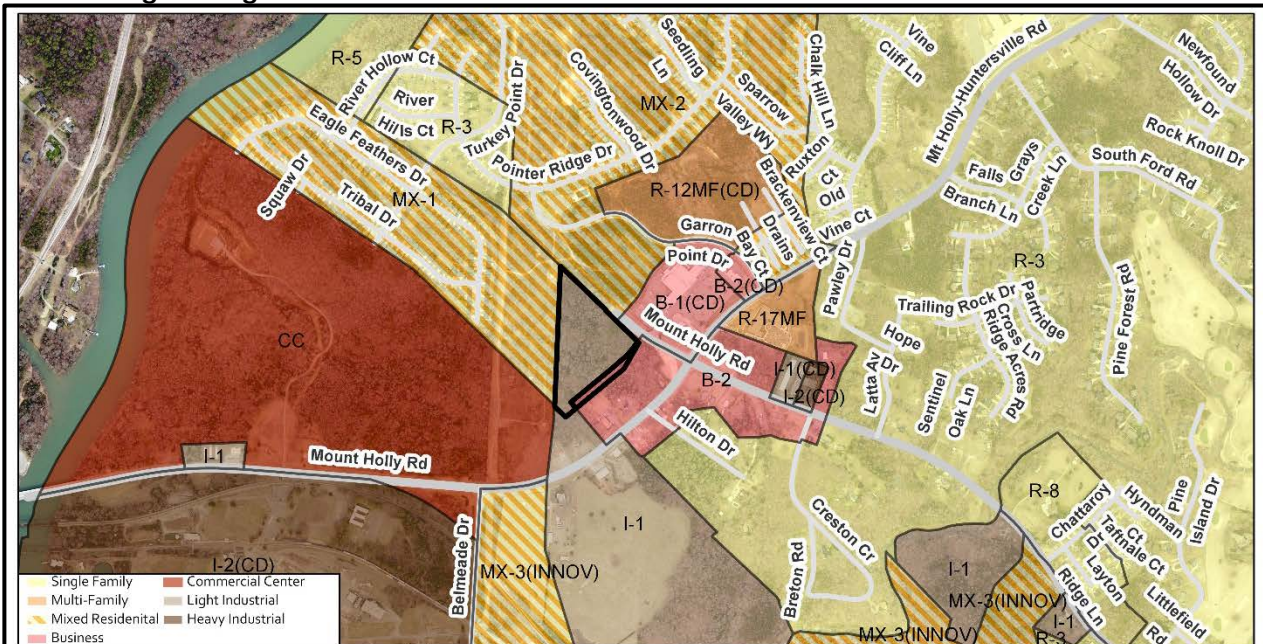 R-5
River Hollow Ct
River
Hills Ct
R-3
Turkey Point Dr
Eagle Feathers Dr
Squaw Dr
Tribal Dr
MX-1
Pointer Ridge Dr
Covingtonwood Dr
Seedling
Ln
MX-2
Sparrow
Valley Wy
Chalk Hill Ln
Vine
Cliff Ln
Ruxton
Ct
Old
Vine Ct
Brackenview Ct
Drains
Bay Ct
Garron
Point Dr
R-12MF(CD)
B-2(CD)
B-1(CD)
R-17MF
Mt Holly-Huntersville Rd
Newfound
Hollow Dr
Rock Knoll Dr
South Ford Rd
Falls
Branch Ln
Grays
Creek Ln
R-3
Pawley Dr
Trailing Rock Dr
Partridge
Cross Ln
Ridge Acres Rd
Pine Forest Rd
Hope
Dr
Latta Av
Sentinel
Oak Ln
CC
Mount Holly Rd
B-2
I-1(CD)
I-2(CD)
Hilton Dr
I-1
Mount Holly Rd
Creston Cr
Breton Rd
R-8
Chattaroy
Dr
Hyndman
Ct
Taftnale Ct
Pine
Island Dr
Layton
Ridge Ln
Littlefield
Rd
I-2(CD)
Belmeade Dr
MX-3(INNOV)
I-1
I-1
MX-3(INNOV)
MX-3(INNOV)
I-1
R-3
Single Family
Multi-Family
Mixed Residenital
Business
Commercial Center
Light Industrial
Heavy Industrial